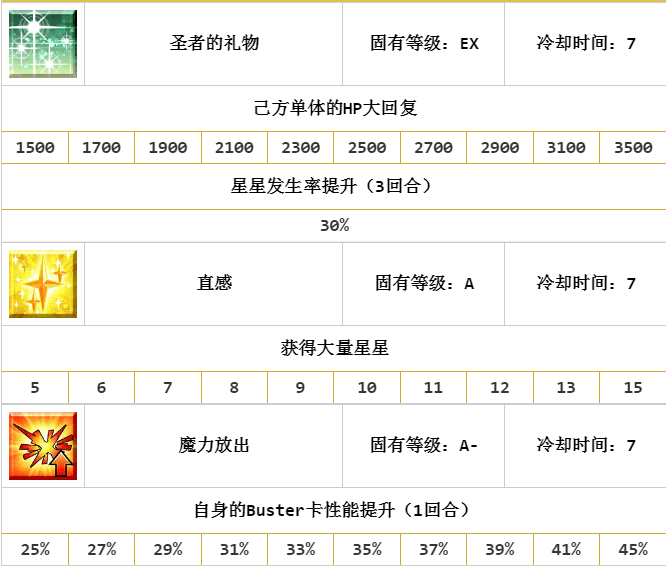 圣者的礼物 固有等级：EX 冷却时间：7
己方单体的HP大回复
1500 1700 1900 2100 2300 2500 2700 2900 3100 3500
星星发生率提升（3回合）
30%
直感 固有等级：A 冷却时间：7
获得大量星星
5 6 7 8 9 10 11 12 13 15
魔力放出 固有等级：A- 冷却时间：7
自身的Buster卡性能提升（1回合）
25% 27% 29% 31% 33% 35% 37% 39% 41% 45%